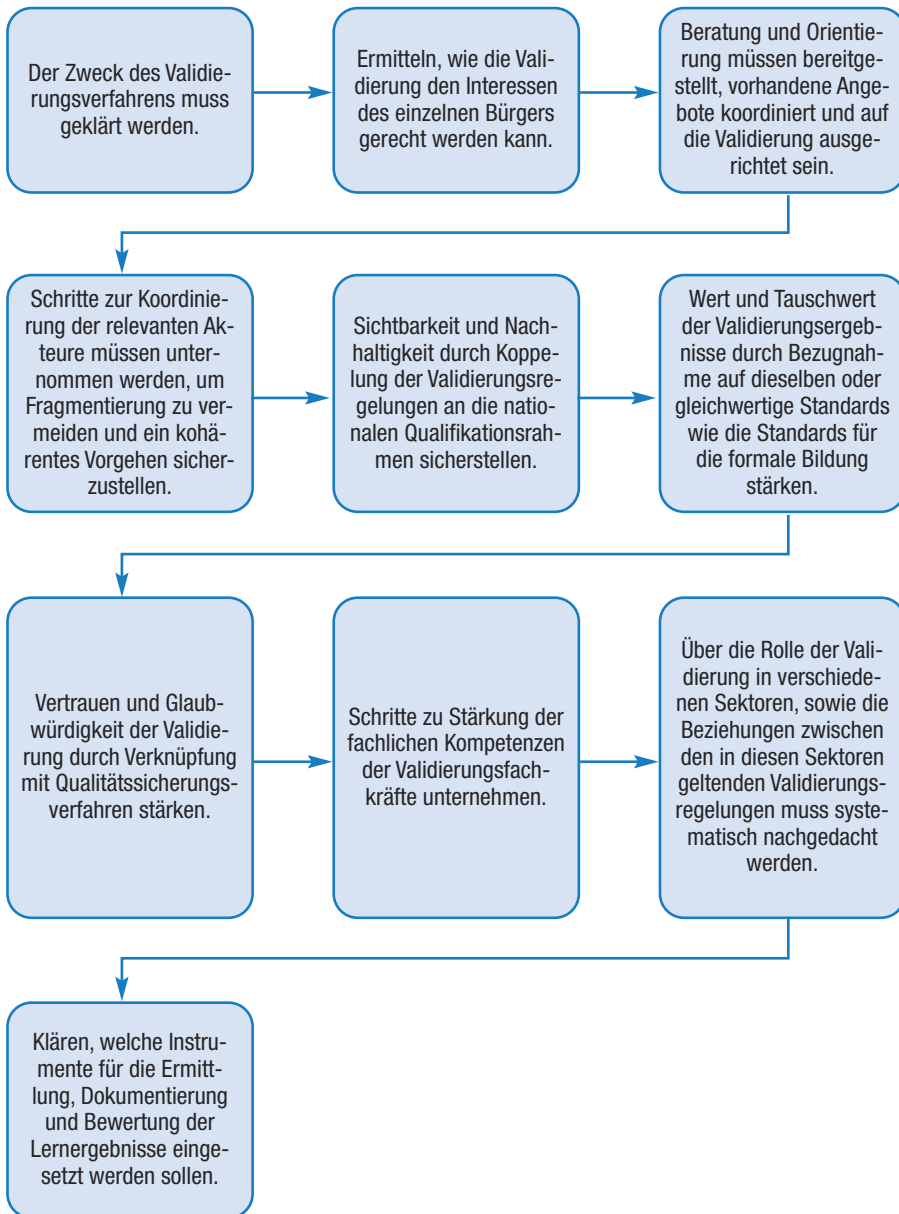 Der Zweck des Validie-
rungsverfahrens muss
geklärt werden.
Ermitteln, wie die Vali-
dierung den Interessen
des einzelnen Bürgers
gerecht werden kann.
Beratung und Orientie-
rung müssen bereitge-
stellt, vorhandene Ange-
bote koordiniert und auf
die Validierung ausge-
richtet sein.
Schritte zur Koordinie-
rung der relevanten Ak-
teure müssen unter-
nommen werden, um
Fragmentierung zu ver-
meiden und ein kohä-
rentes Vorgehen sicher-
zustellen.
Sichtbarkeit und Nach-
haltigkeit durch Koppe-
lung der Validierungsre-
gelungen an die natio-
nalen Qualifikationsrah-
men sicherstellen.
Wert und Tauschwert
der Validierungsergeb-
nisse durch Bezugnah-
me auf dieselben oder
gleichwertige Standards
wie die Standards für
die formale Bildung
stärken.
Vertrauen und Glaub-
würdigkeit der Validie-
rung durch Verknüpfung
mit Qualitätssicherungs-
verfahren stärken.
Schritte zu Stärkung der
fachlichen Kompetenzen
der Validierungsfach-
kräfte unternehmen.
Über die Rolle der Vali-
dierung in verschiede-
nen Sektoren, sowie die
Beziehungen zwischen
den in diesen Sektoren
geltenden Validierungs-
regelungen muss syste-
matisch nachgedacht
werden.
Klären, welche Instru-
mente für die Ermitt-
lung, Dokumentierung
und Bewertung der
Lernergebnisse einge-
setzt werden sollen.